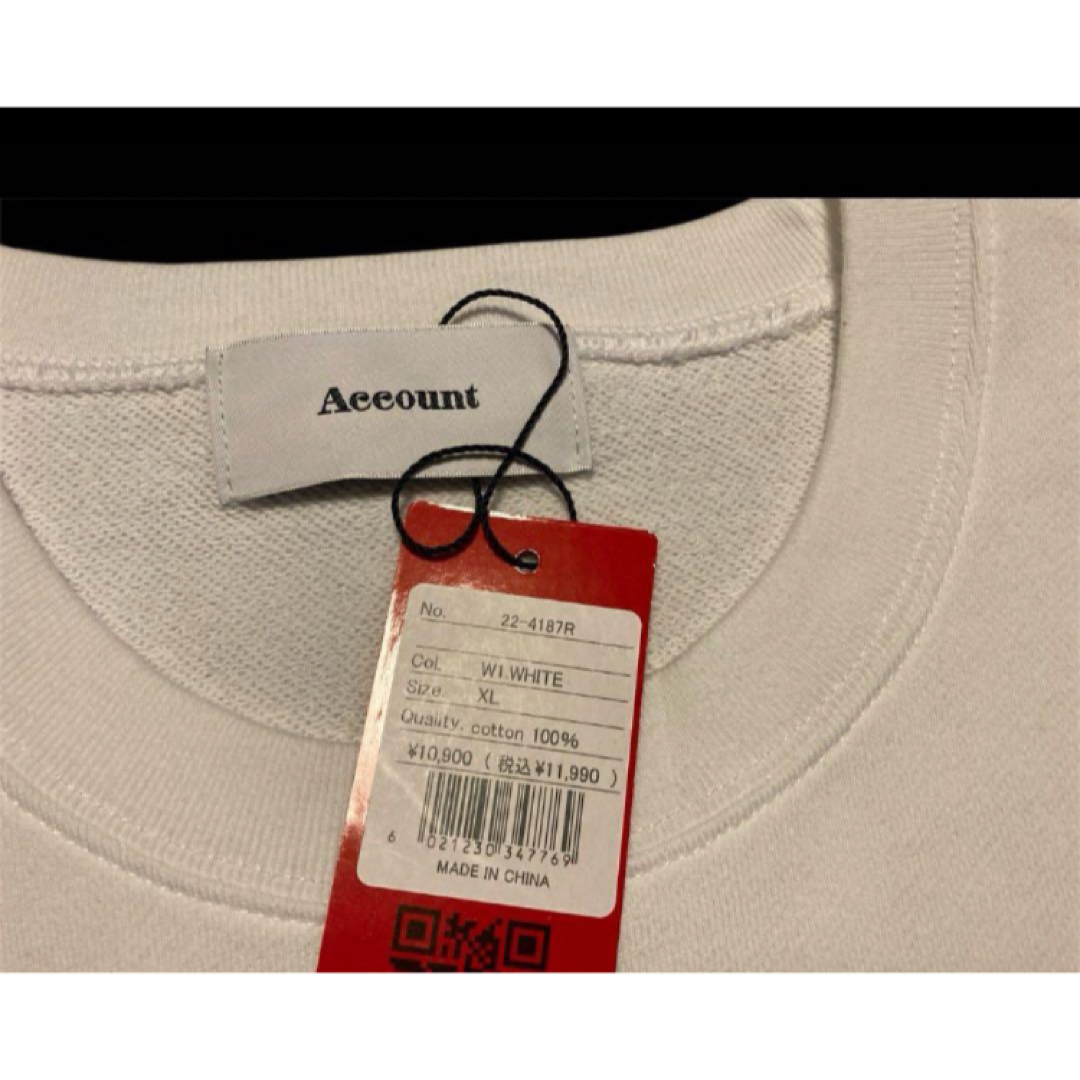 Account
No. 22-4187R
Col. W1.WHITE
Size. XL
Quality. cotton 100%
¥10,900 ( 税込¥11,990 )
6 021230 347769
MADE IN CHINA